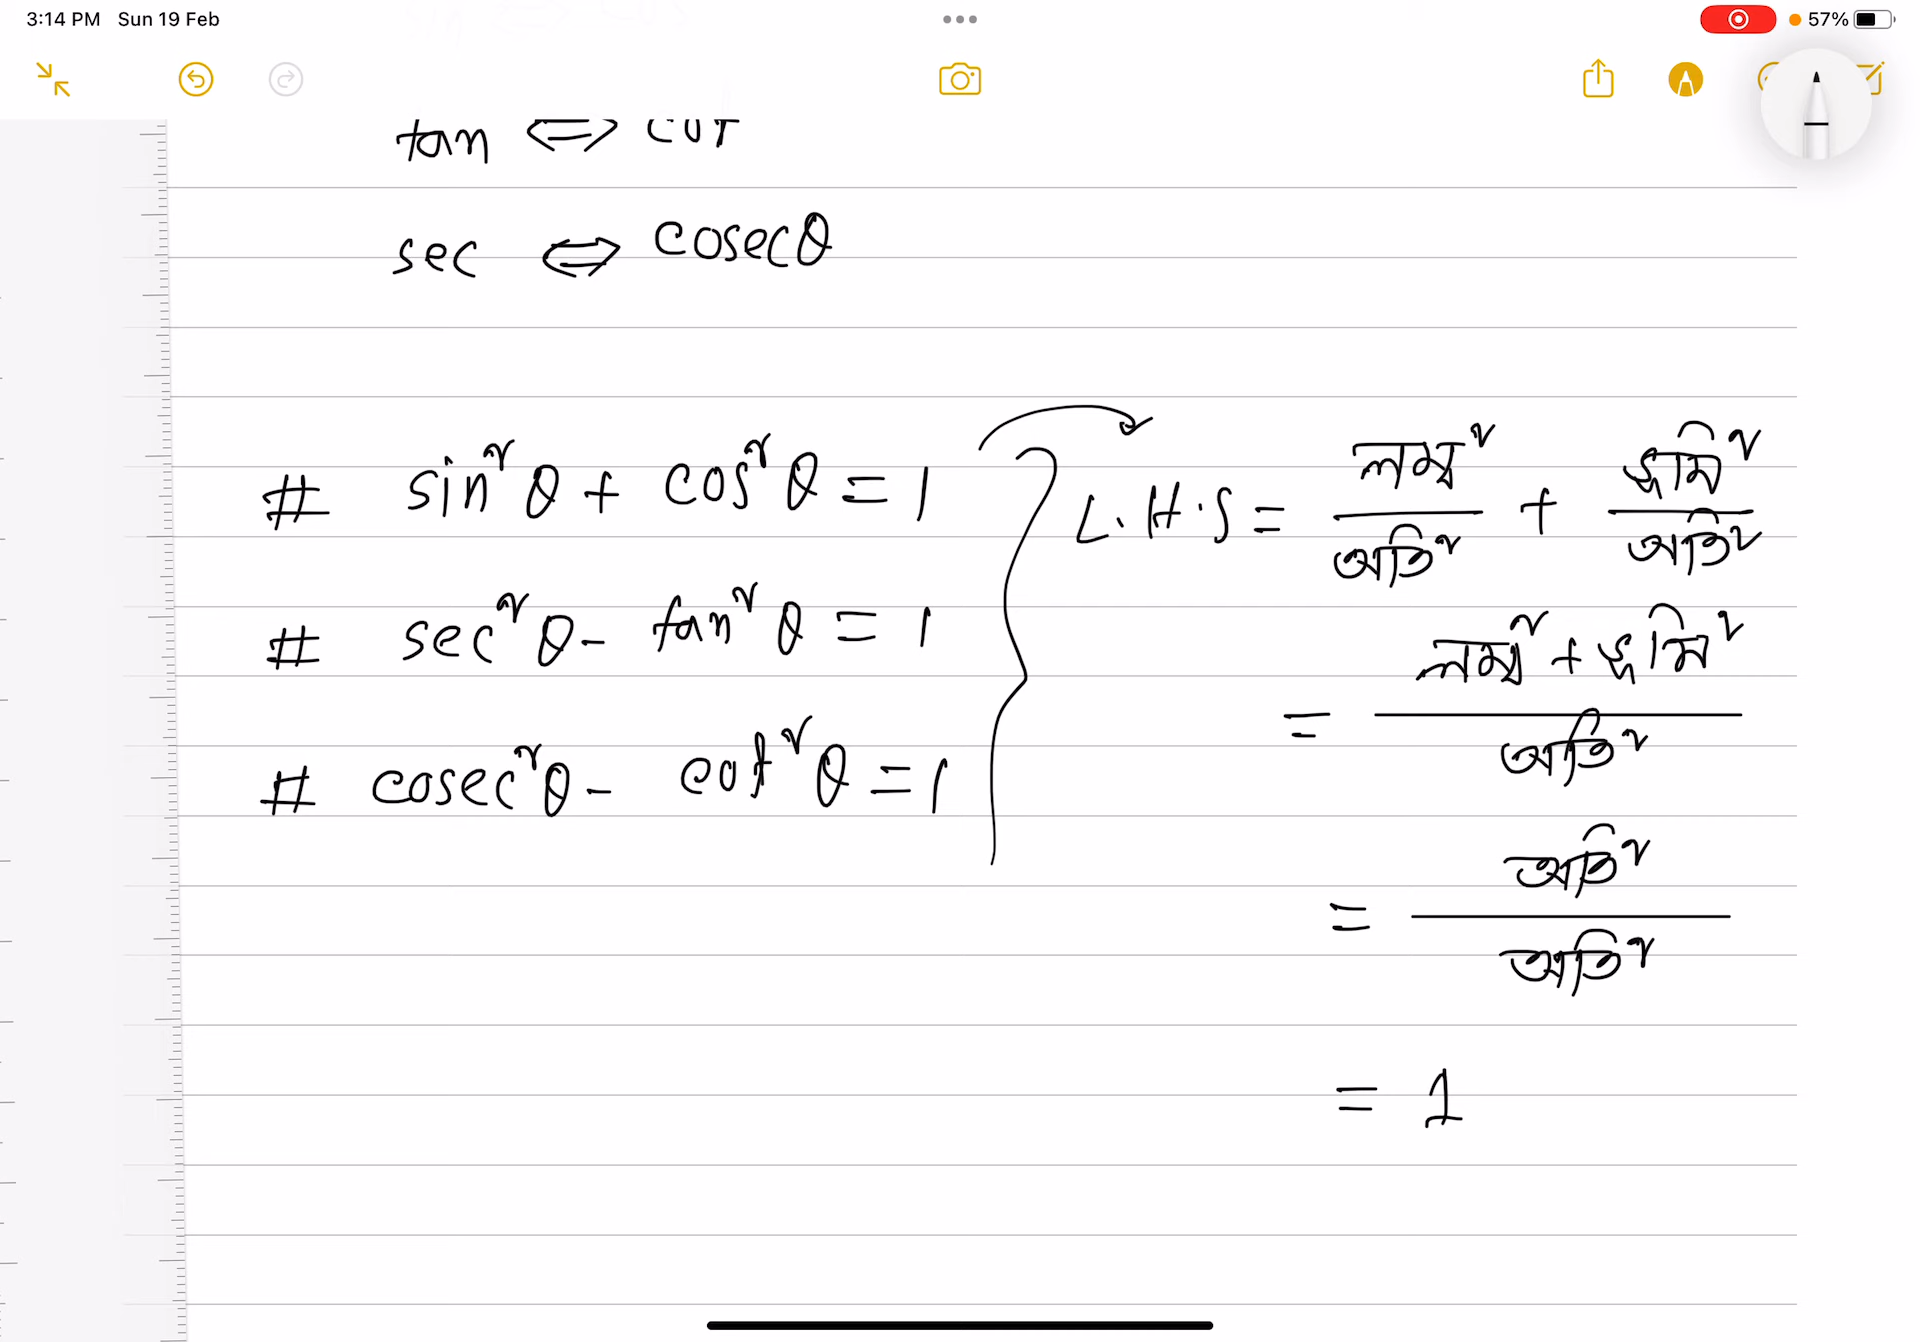 3:14 PM Sun 19 Feb
57%
tan ⇔ cot
sec ⇔ cosecθ
# sin²θ + cos²θ = 1
# sec²θ - tan²θ = 1
# cosec²θ - cot²θ = 1
L.H.S = লম্ব²/অতি² + ভূমি²/অতি²
= লম্ব² + ভূমি²/অতি²
= অতি²/অতি²
= 1